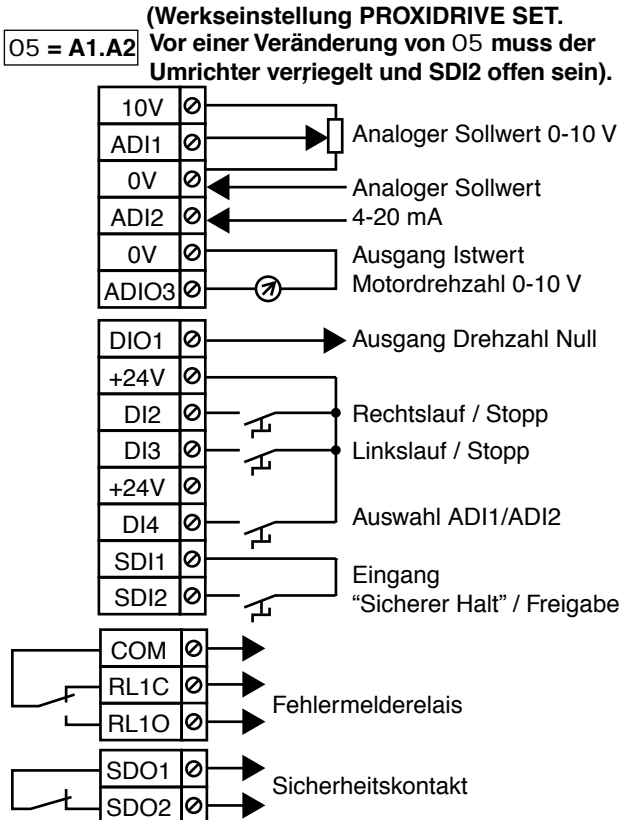 (Werkseinstellung PROXIDRIVE SET.
05 = A1.A2 Vor einer Veränderung von 05 muss der
Umrichter verriegelt und SDI2 offen sein).
10V
ADI1 Analoger Sollwert 0-10 V
0V Analoger Sollwert
ADI2 4-20 mA
0V Ausgang Istwert
ADIO3 Motordrehzahl 0-10 V
DIO1 Ausgang Drehzahl Null
+24V
DI2 Rechtslauf / Stopp
DI3 Linkslauf / Stopp
+24V
DI4 Auswahl ADI1/ADI2
SDI1 Eingang
SDI2 “Sicherer Halt” / Freigabe
COM
RL1C Fehlermelderelais
RL1O
SDO1 Sicherheitskontakt
SDO2